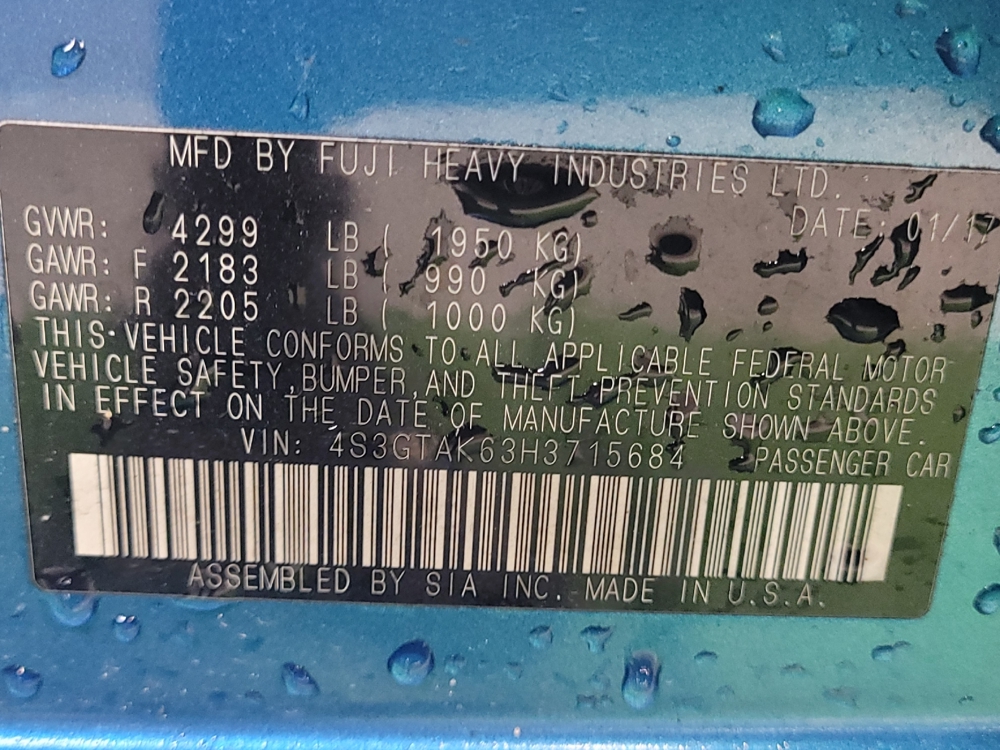 MFD BY FUJI HEAVY INDUSTRIES LTD.
DATE: 01/17
GVWR: 4299 LB ( 1950 KG)
GAWR: F 2183 LB ( 990 KG)
GAWR: R 2205 LB ( 1000 KG)
THIS VEHICLE CONFORMS TO ALL APPLICABLE FEDERAL MOTOR
VEHICLE SAFETY, BUMPER, AND THEFT PREVENTION STANDARDS
IN EFFECT ON THE DATE OF MANUFACTURE SHOWN ABOVE.
VIN: 4S3GTAK63H3715684 PASSENGER CAR
ASSEMBLED BY SIA INC. MADE IN U.S.A.